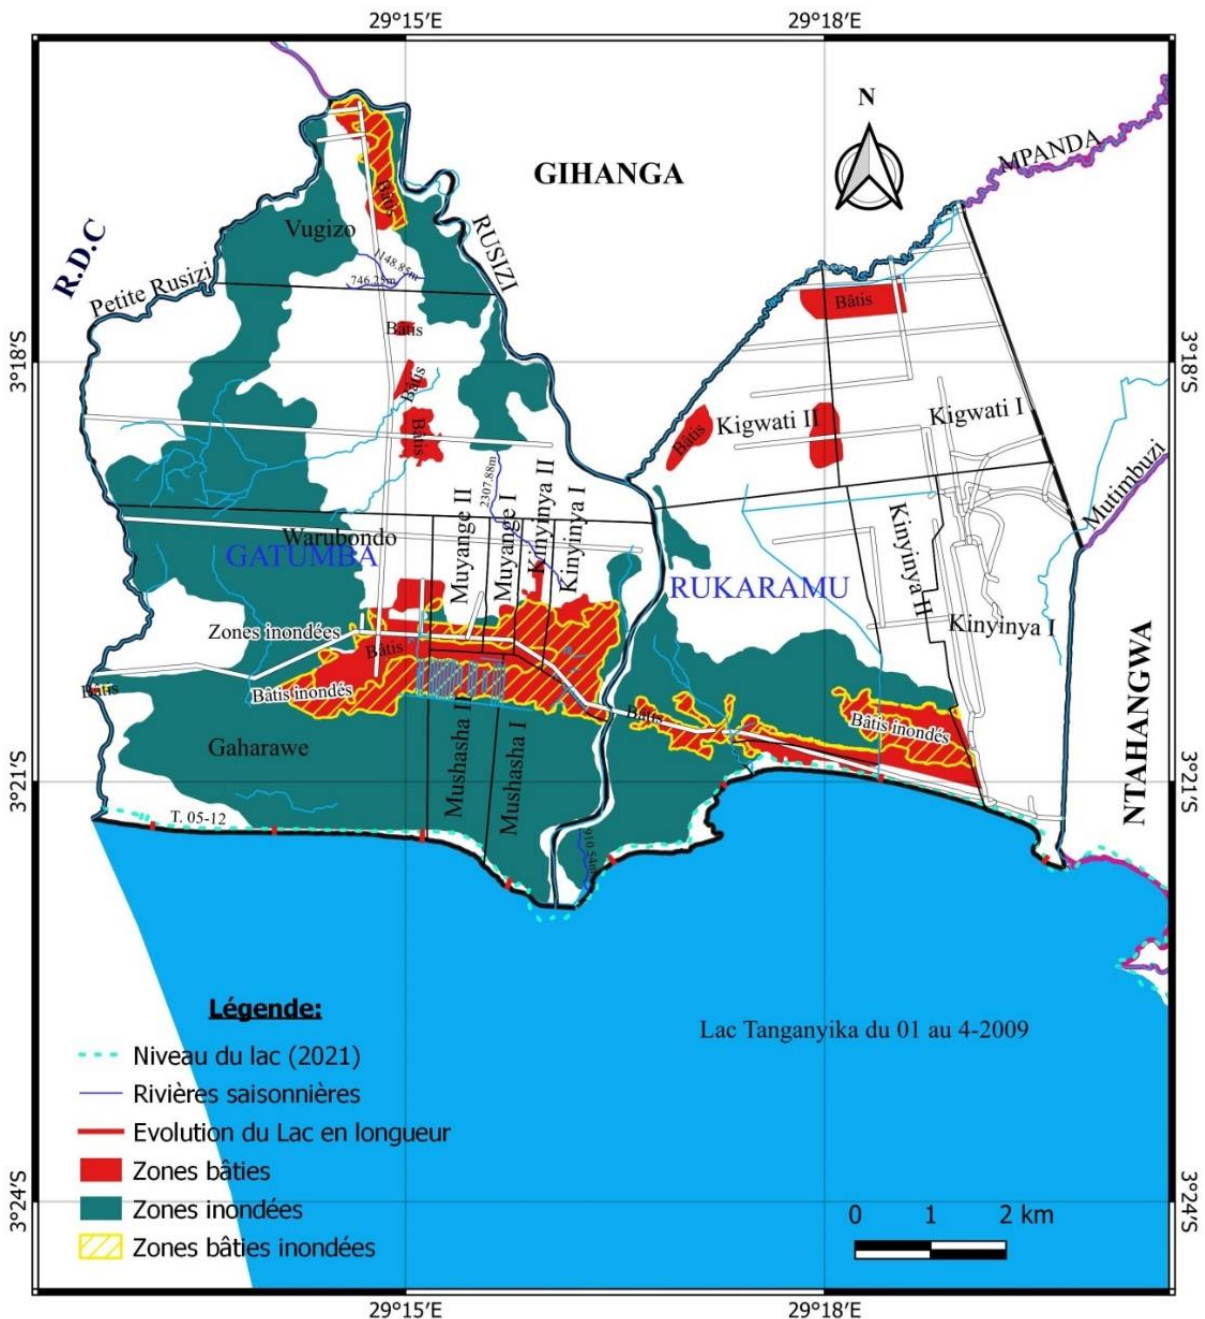 29°15′E
29°18′E
N
MPANDA
GIHANGA
Bâtis
Vugizo
RUSIZI
R.D.C
1148.85m
746.25m
Petite Rusizi
Bâtis
Bâtis
3°18′S
3°18′S
Bâtis
Bâtis
Kigwati II
Kigwati I
Bâtis
Bâtis
Mutimbuzi
2307.88m
Muyange II
Muyange I
Kinyinya II
Kinyinya I
Warubondo
GATUMBA
Kinyinya II
RUKARAMU
Zones inondées
Kinyinya I
Bâtis
NTAHANGWA
Bâtis
Bâtis inondés
Bâtis
Bâtis inondés
Gaharawe
Mushasha II
Mushasha I
3°21′S
3°21′S
T. 05-12
910.54m
Légende:
Lac Tanganyika du 01 au 4-2009
Niveau du lac (2021)
Rivières saisonnières
Evolution du Lac en longueur
Zones bâties
Zones inondées
Zones bâties inondées
3°24′S
3°24′S
0 1 2 km
29°15′E
29°18′E